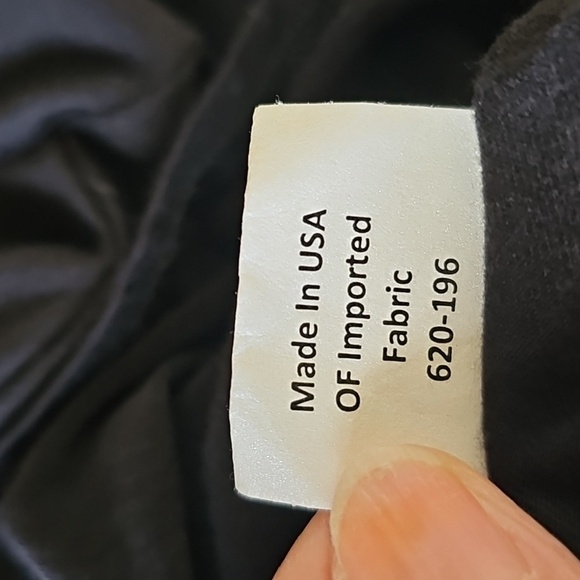 Made In USA
OF Imported
Fabric
620-196